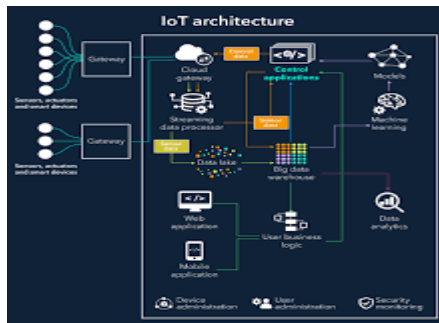 IoT architecture
Gateway
Sensors, actuators
and smart devices
Gateway
Sensors, actuators
and smart devices
Cloud
gateway
Control
data
Control
applications
Models
Streaming
data processor
Sensor
data
Machine
learning
Sensor
data
Data lake
Big data
warehouse
Web
application
User business
logic
Data
analytics
Mobile
application
Device
administration
User
administration
Security
monitoring